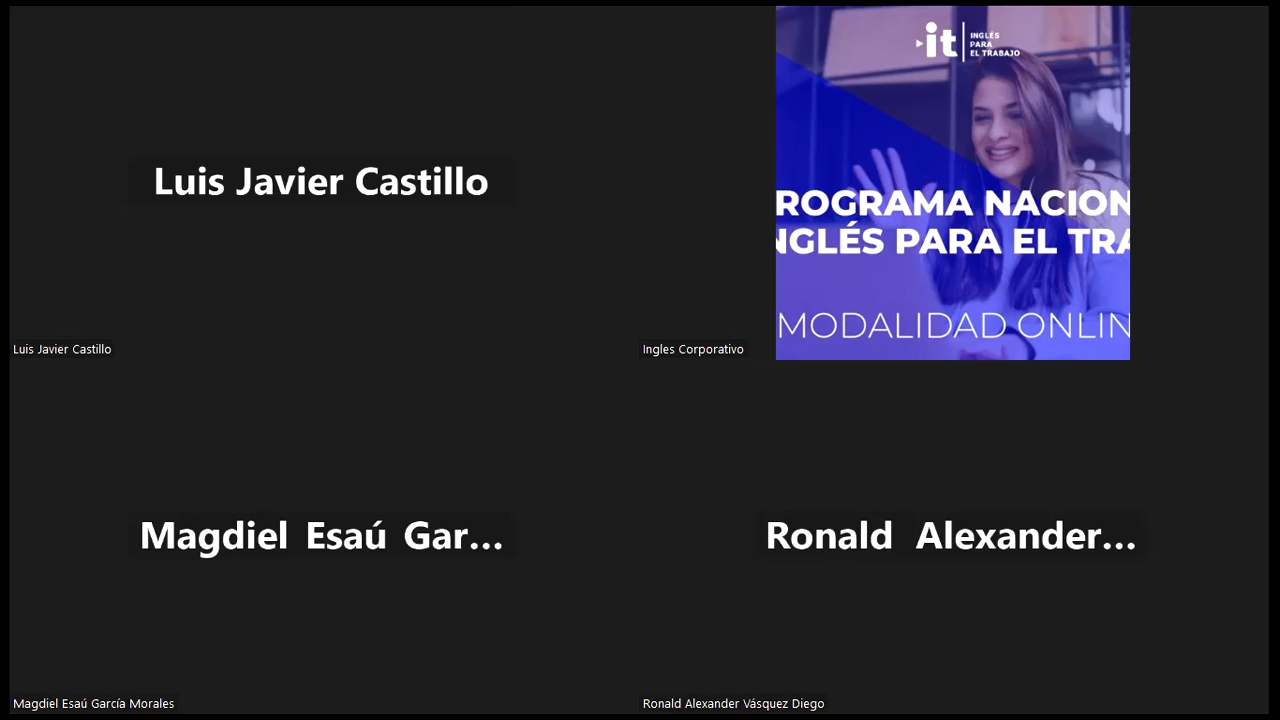 Luis Javier Castillo
Luis Javier Castillo
it INGLÉS
PARA
EL TRABAJO
ROGRAMA NACION
NGLÉS PARA EL TRA
MODALIDAD ONLIN
Ingles Corporativo
Magdiel Esaú Gar...
Magdiel Esaú García Morales
Ronald Alexander...
Ronald Alexander Vásquez Diego